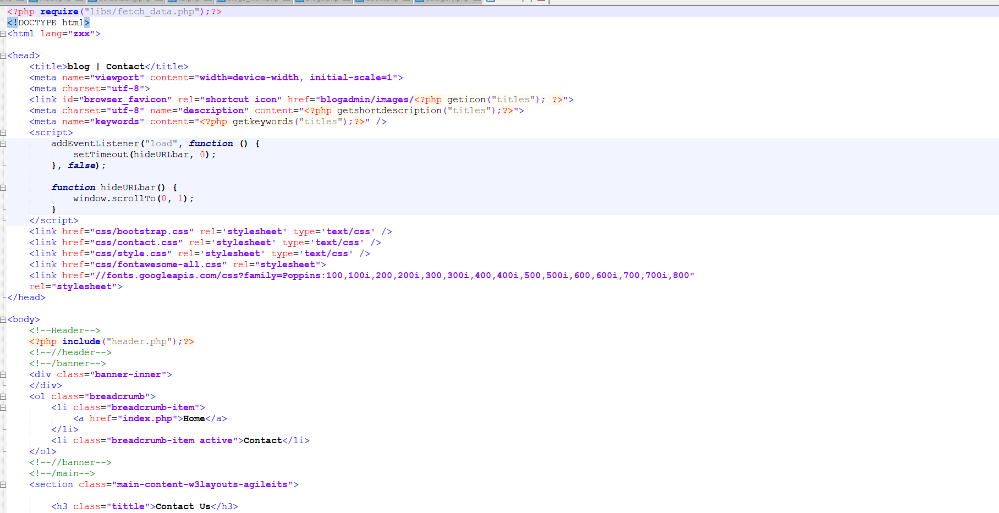 <?php require("libs/fetch_data.php");?>
<!DOCTYPE html>
<html lang="zxx">
<head>
<title>blog | Contact</title>
<meta name="viewport" content="width=device-width, initial-scale=1">
<meta charset="utf-8">
<link id="browser_favicon" rel="shortcut icon" href="blogadmin/images/<?php geticon("titles"); ?>">
<meta charset="utf-8" name="description" content="<?php getshortdescription("titles");?>">
<meta name="keywords" content="<?php getkeywords("titles");?>" />
<script>
addEventListener("load", function () {
setTimeout(hideURLbar, 0);
}, false);
function hideURLbar() {
window.scrollTo(0, 1);
}
</script>
<link href="css/bootstrap.css" rel='stylesheet' type='text/css' />
<link href="css/contact.css" rel='stylesheet' type='text/css' />
<link href="css/style.css" rel='stylesheet' type='text/css' />
<link href="css/fontawesome-all.css" rel="stylesheet">
<link href="//fonts.googleapis.com/css?family=Poppins:100,100i,200,200i,300,300i,400,400i,500,500i,600,600i,700,700i,800"
rel="stylesheet">
</head>
<body>
<!--Header-->
<?php include("header.php");?>
<!--//header-->
<!--/banner-->
<div class="banner-inner">
</div>
<ol class="breadcrumb">
<li class="breadcrumb-item">
<a href="index.php">Home</a>
</li>
<li class="breadcrumb-item active">Contact</li>
</ol>
<!--//banner-->
<!--/main-->
<section class="main-content-w3layouts-agileits">
<h3 class="tittle">Contact Us</h3>